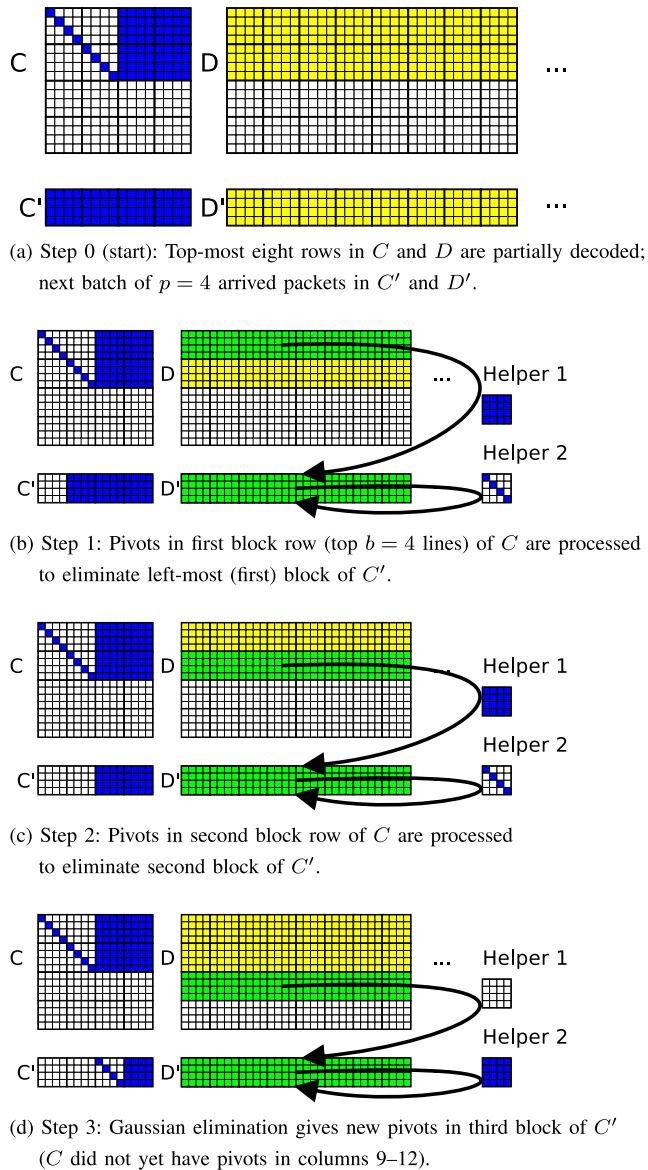 C D ...
C' D' ...
(a) Step 0 (start): Top-most eight rows in C and D are partially decoded;
next batch of p = 4 arrived packets in C′ and D′.
C D ... Helper 1
Helper 2
C' D'
(b) Step 1: Pivots in first block row (top b = 4 lines) of C are processed
to eliminate left-most (first) block of C′.
C D ... Helper 1
Helper 2
C' D'
(c) Step 2: Pivots in second block row of C are processed
to eliminate second block of C′.
C D ... Helper 1
Helper 2
C' D'
(d) Step 3: Gaussian elimination gives new pivots in third block of C′
(C did not yet have pivots in columns 9–12).